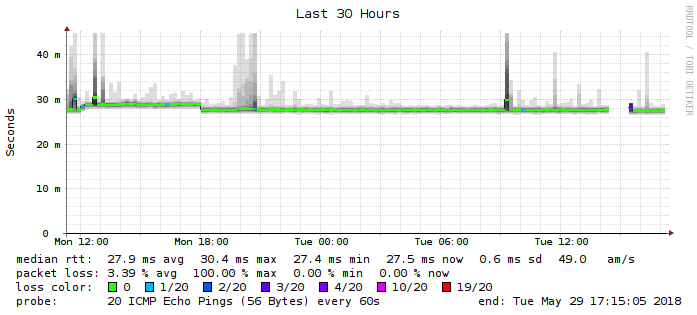 Last 30 Hours
RRDTOOL / TOBI OETIKER
Seconds
40 m
30 m
20 m
10 m
0
Mon 12:00 Mon 18:00 Tue 00:00 Tue 06:00 Tue 12:00
median rtt: 27.9 ms avg 30.4 ms max 27.4 ms min 27.5 ms now 0.6 ms sd 49.0 am/s
packet loss: 3.39 % avg 100.00 % max 0.00 % min 0.00 % now
loss color: 0 1/20 2/20 3/20 4/20 10/20 19/20
probe: 20 ICMP Echo Pings (56 Bytes) every 60s end: Tue May 29 17:15:05 2018